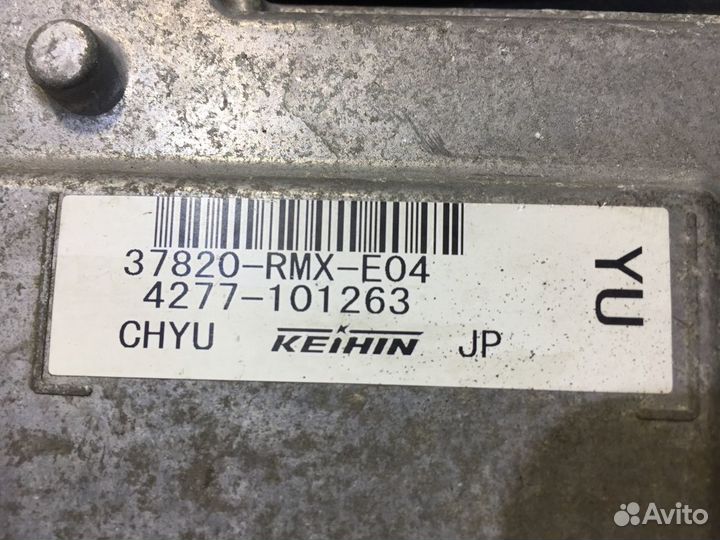 37820-RMX-E04
4277-101263
CHYU KEIHIN JP
YU
Avito